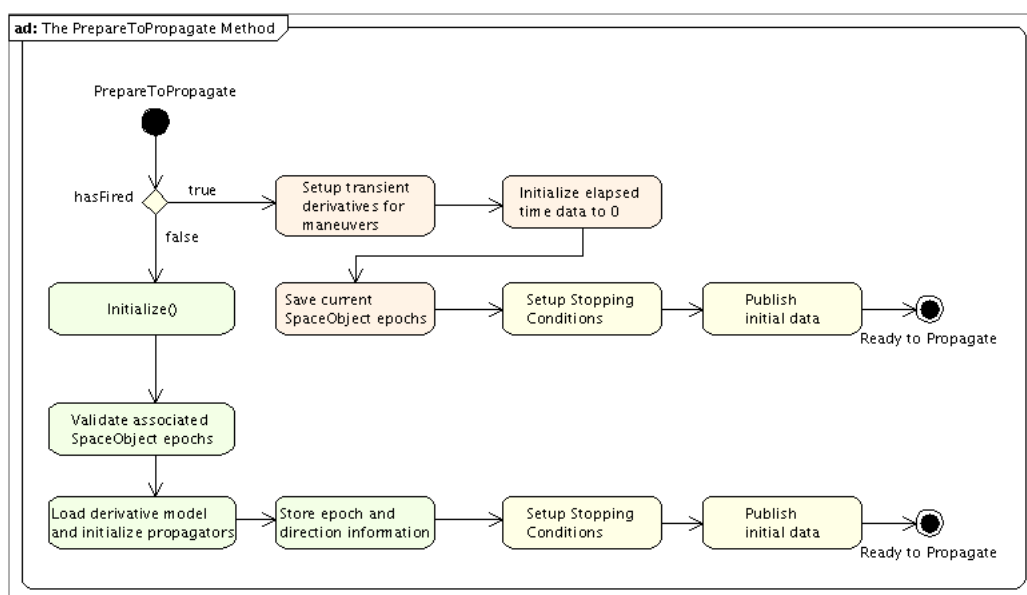 ad: The PrepareToPropagate Method
PrepareToPropagate
hasFired
true
false
Setup transient
derivatives for
maneuvers
Initialize elapsed
time data to 0
Initialize()
Save current
SpaceObject epochs
Setup Stopping
Conditions
Publish
initial data
Ready to Propagate
Validate associated
SpaceObject epochs
Load derivative model
and initialize propagators
Store epoch and
direction information
Setup Stopping
Conditions
Publish
initial data
Ready to Propagate